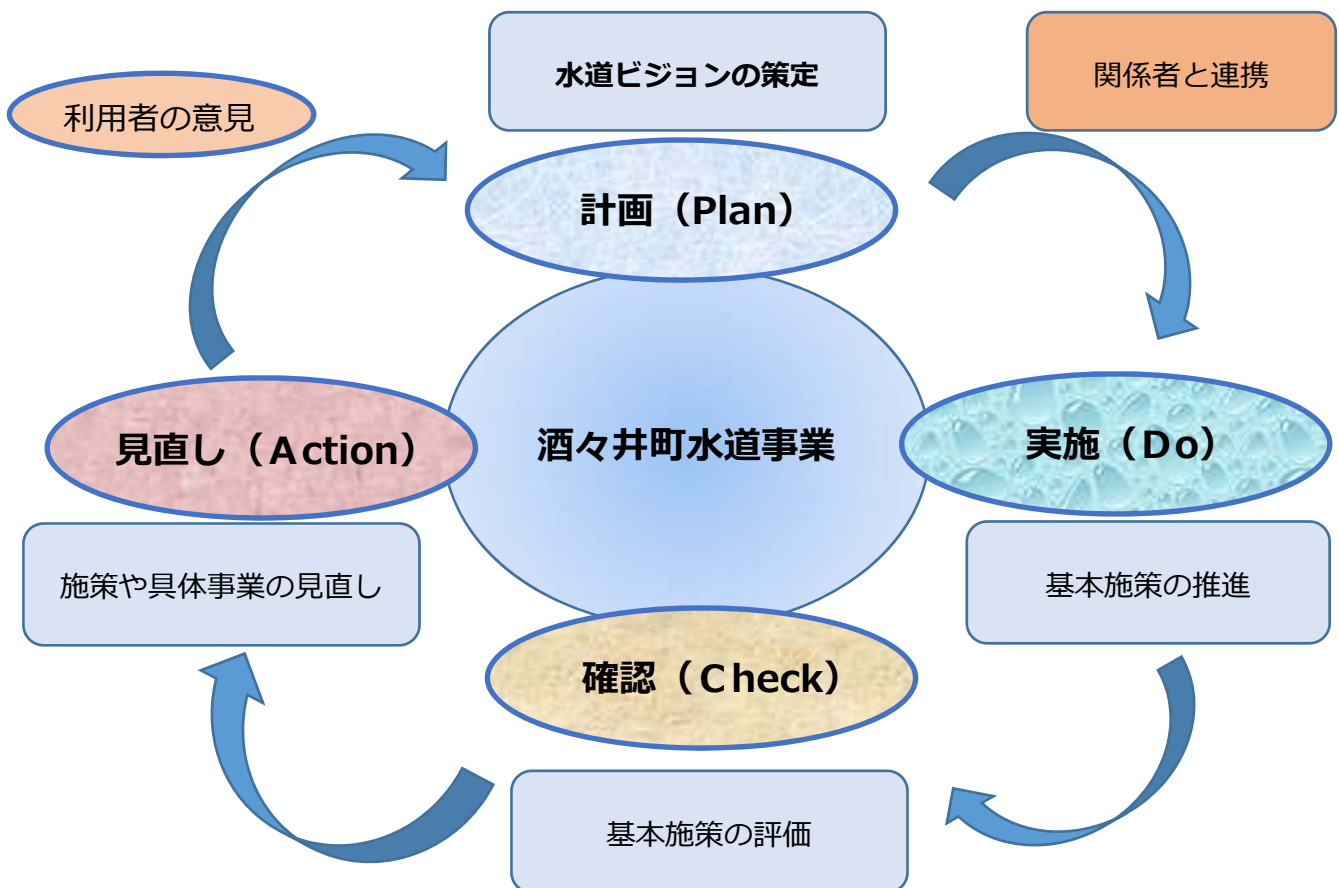 水道ビジョンの策定
関係者と連携
利用者の意見
計画（Plan）
見直し（Action）
酒々井町水道事業
実施（Do）
施策や具体事業の見直し
基本施策の推進
確認（Check）
基本施策の評価